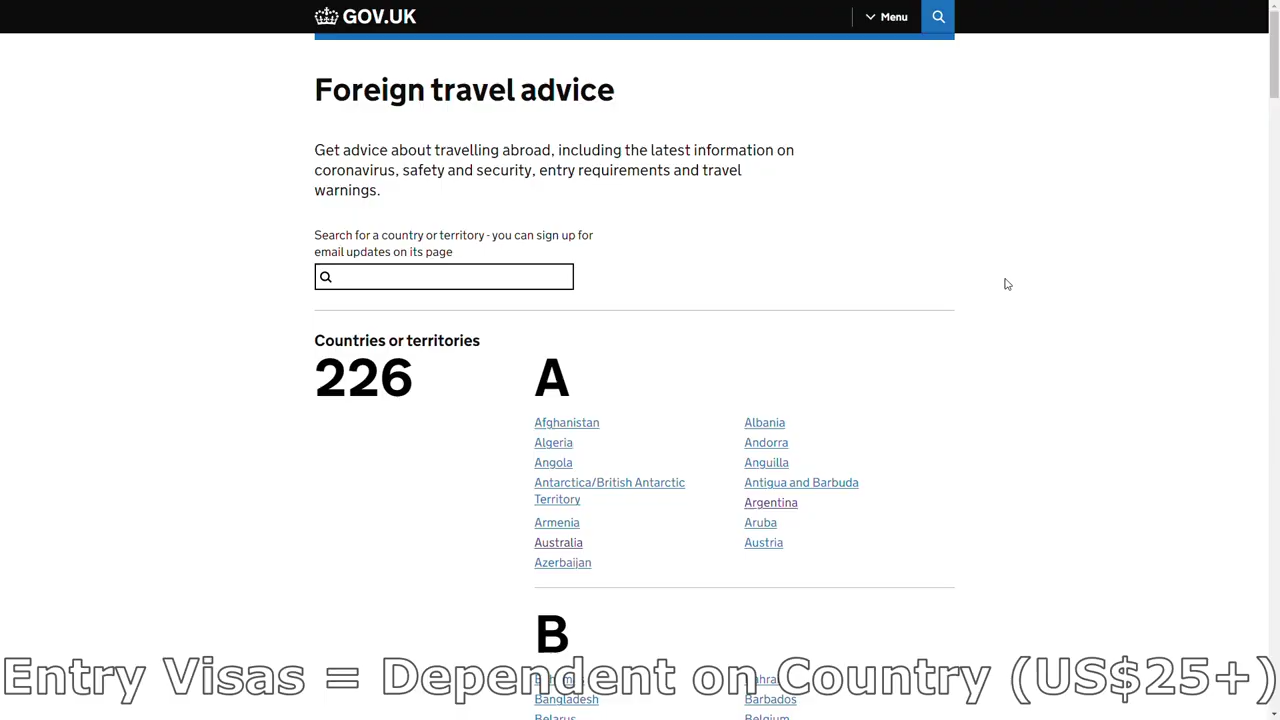 GOV.UK
Menu
Foreign travel advice
Get advice about travelling abroad, including the latest information on
coronavirus, safety and security, entry requirements and travel
warnings.
Search for a country or territory - you can sign up for
email updates on its page
Countries or territories
226
A
Afghanistan
Albania
Algeria
Andorra
Angola
Anguilla
Antarctica/British Antarctic
Territory
Antigua and Barbuda
Argentina
Armenia
Aruba
Australia
Austria
Azerbaijan
B
Bangladesh
Barbados
Belarus
Belgium
Entry Visas = Dependent on Country (US$25+)